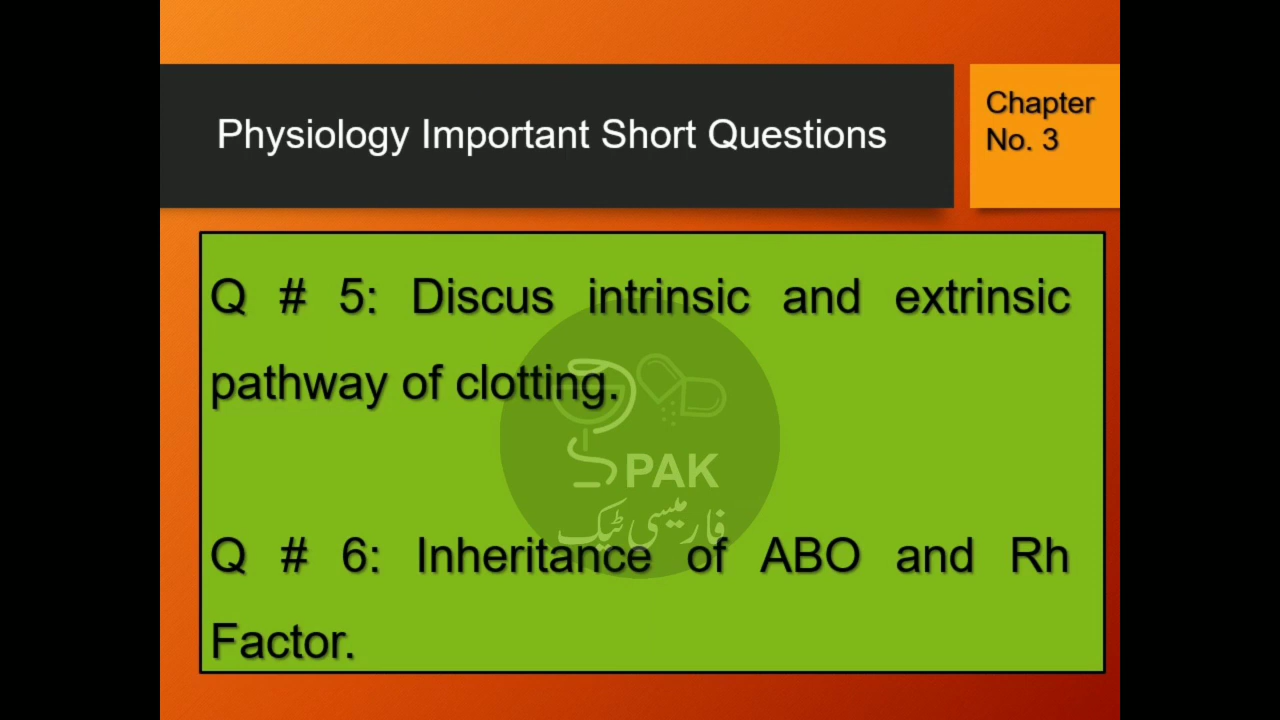 Physiology Important Short Questions
Chapter
No. 3
Q # 5: Discus intrinsic and extrinsic
pathway of clotting.
PAK
فارمیسی ٹیک
Q # 6: Inheritance of ABO and Rh
Factor.